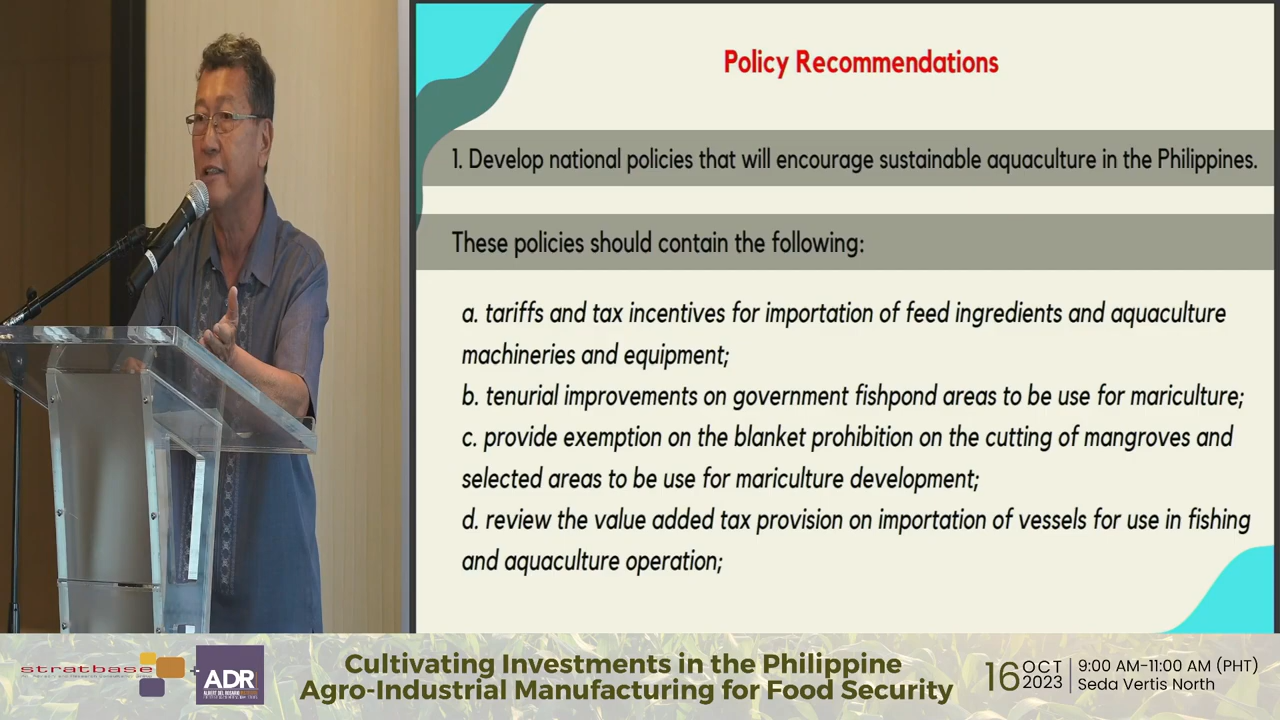 Policy Recommendations
1. Develop national policies that will encourage sustainable aquaculture in the Philippines.
These policies should contain the following:
a. tariffs and tax incentives for importation of feed ingredients and aquaculture
machineries and equipment;
b. tenurial improvements on government fishpond areas to be use for mariculture;
c. provide exemption on the blanket prohibition on the cutting of mangroves and
selected areas to be use for mariculture development;
d. review the value added tax provision on importation of vessels for use in fishing
and aquaculture operation;
stratbase
ADR
Cultivating Investments in the Philippine
Agro-Industrial Manufacturing for Food Security
16 OCT 2023
9:00 AM-11:00 AM (PHT)
Seda Vertis North